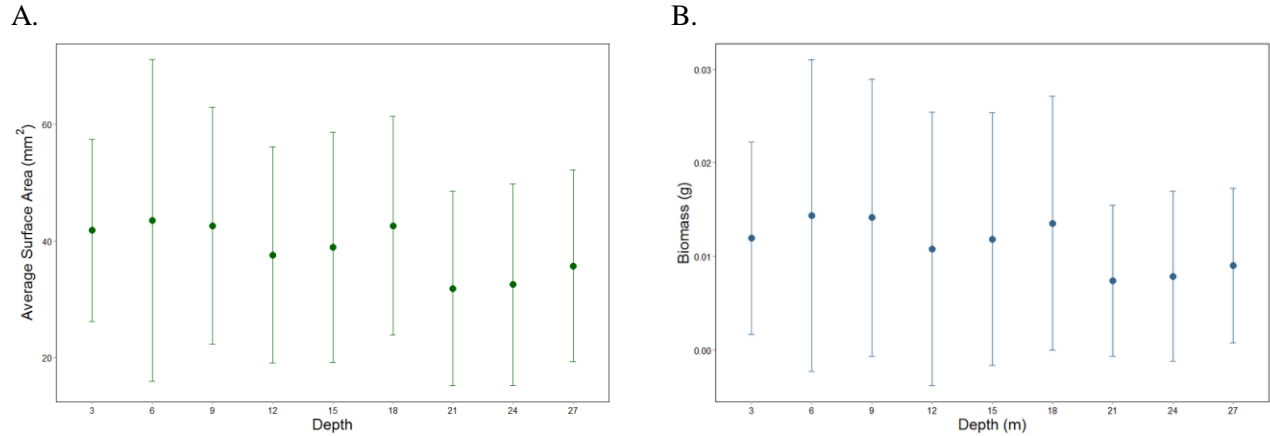 A.
B.
Average Surface Area (mm²)
60
40
20
3 6 9 12 15 18 21 24 27
Depth
Biomass (g)
0.03
0.02
0.01
0.00
3 6 9 12 15 18 21 24 27
Depth (m)